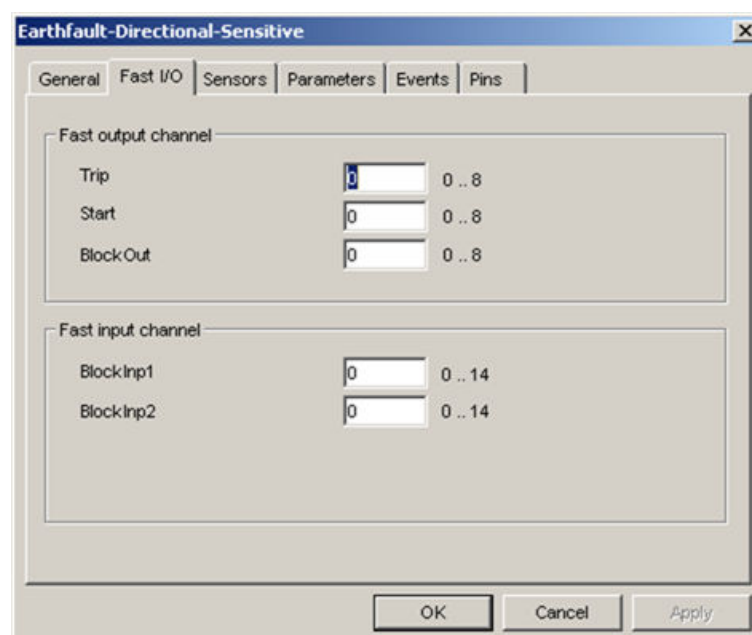 Earthfault-Directional-Sensitive
General Fast I/O Sensors Parameters Events Pins
Fast output channel
Trip 0 0 .. 8
Start 0 0 .. 8
BlockOut 0 0 .. 8
Fast input channel
BlockInp1 0 0 .. 14
BlockInp2 0 0 .. 14
OK Cancel Apply